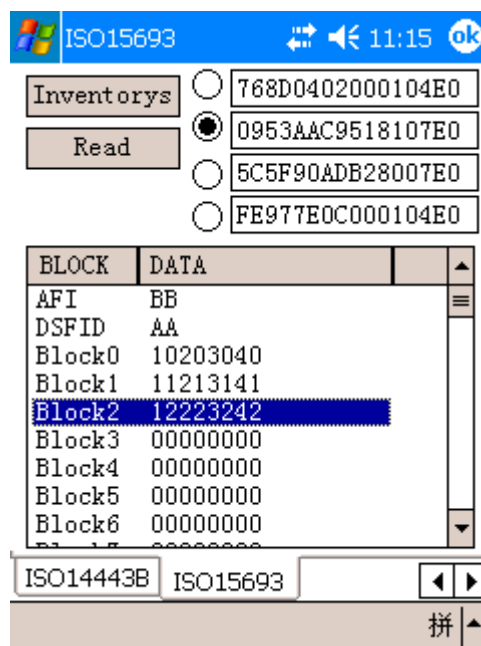 ISO15693 11:15 ok
Inventorys
768D0402000104E0
0953AAC9518107E0
Read
5C5F90ADB28007E0
FE977E0C000104E0
BLOCK DATA
AFI BB
DSFID AA
Block0 10203040
Block1 11213141
Block2 12223242
Block3 00000000
Block4 00000000
Block5 00000000
Block6 00000000
ISO14443B ISO15693
拼